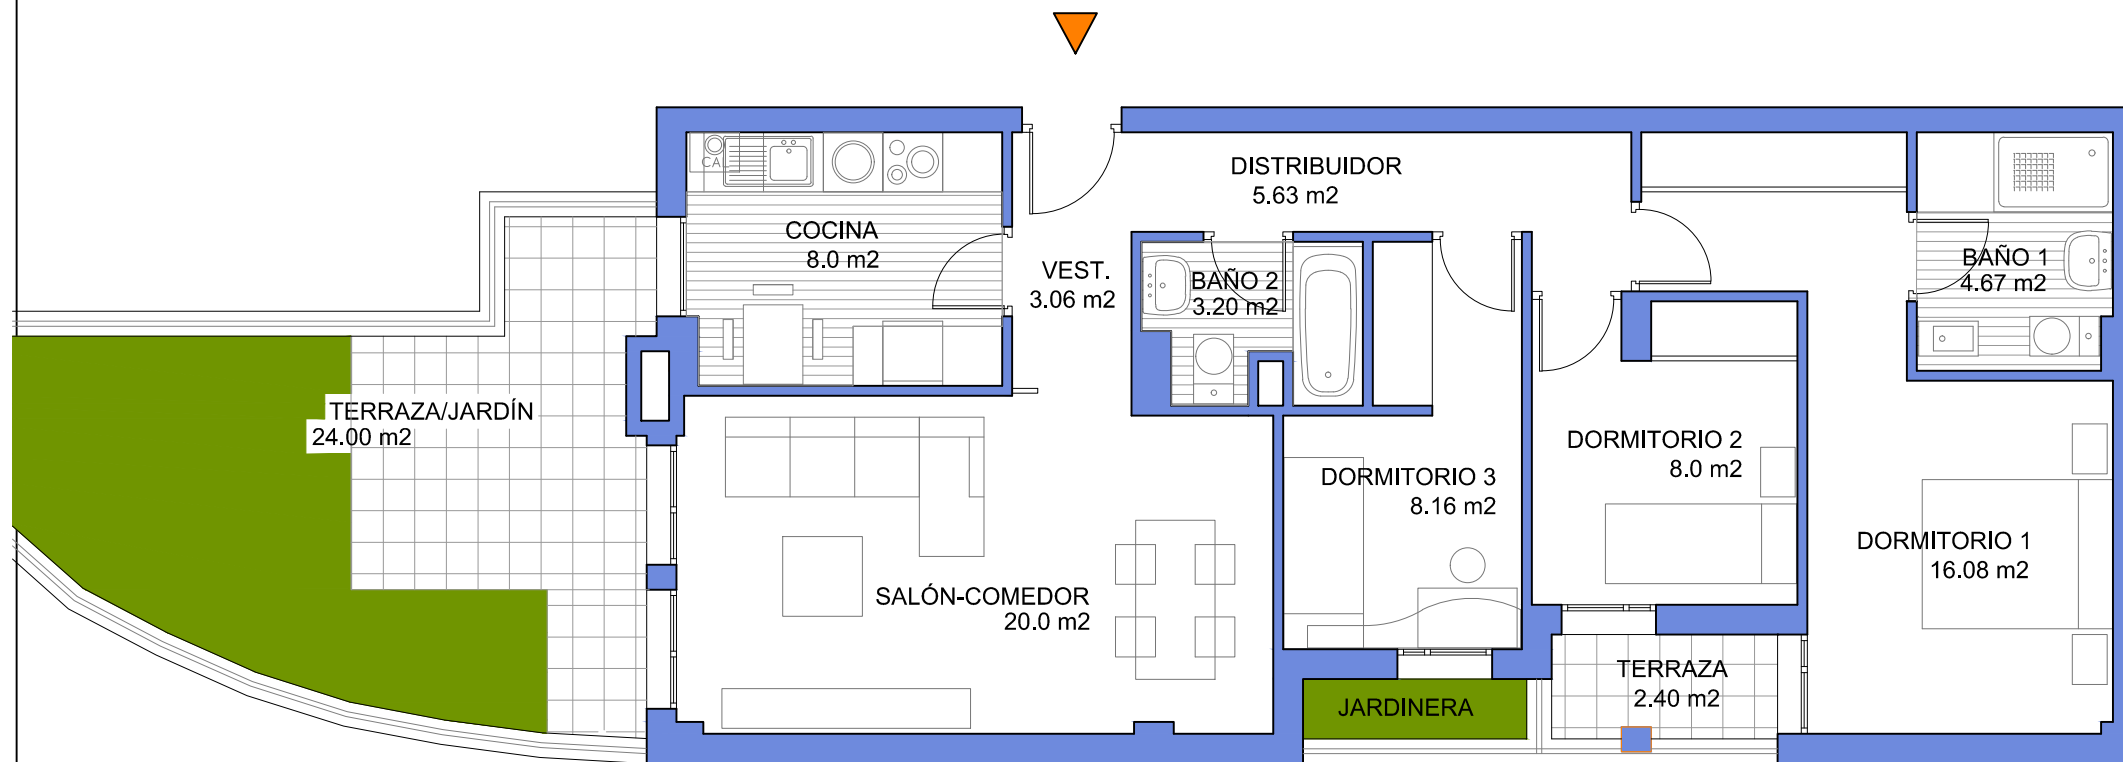 DISTRIBUIDOR
5.63 m2
CA
COCINA
8.0 m2
VEST.
3.06 m2
BAÑO 2
3.20 m2
BAÑO 1
4.67 m2
TERRAZA/JARDÍN
24.00 m2
DORMITORIO 3
8.16 m2
DORMITORIO 2
8.0 m2
DORMITORIO 1
16.08 m2
SALÓN-COMEDOR
20.0 m2
TERRAZA
2.40 m2
JARDINERA